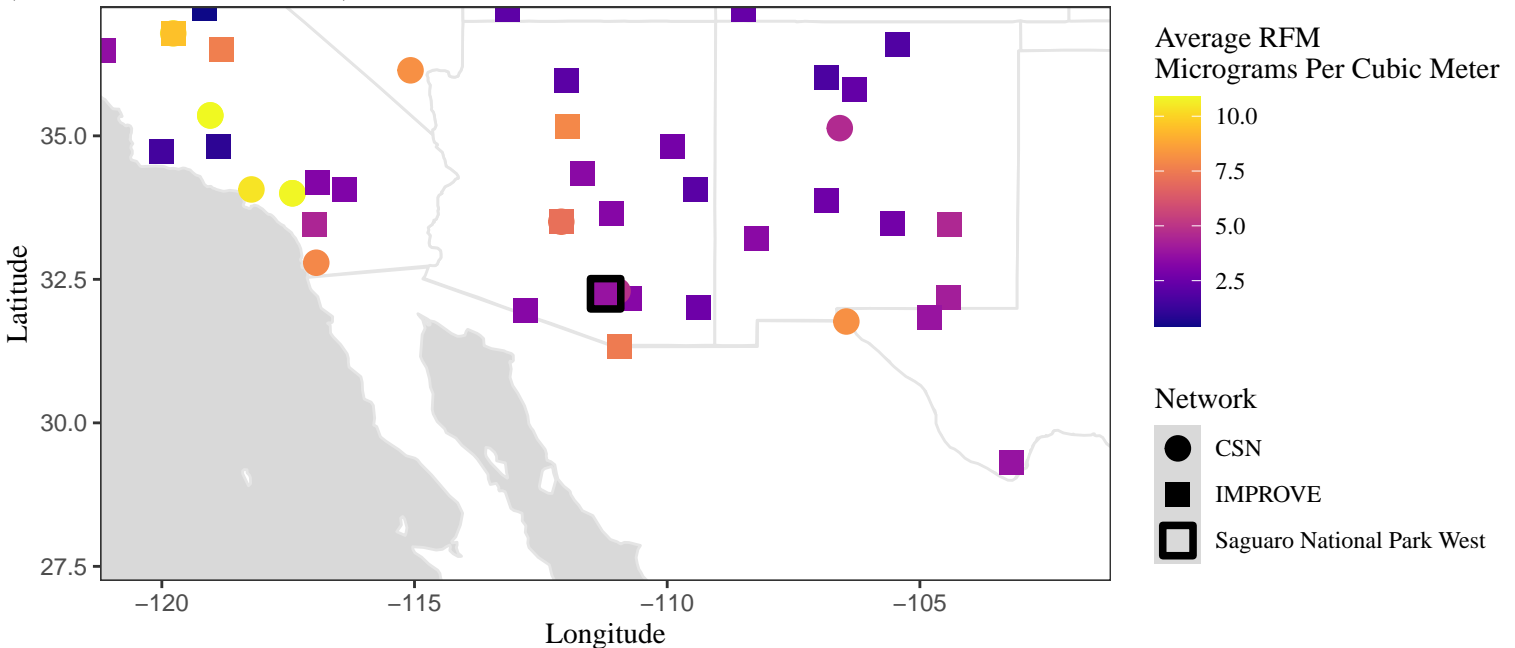 Average RFM
Micrograms Per Cubic Meter
10.0
7.5
5.0
2.5
Network
CSN
IMPROVE
Saguaro National Park West
Latitude
35.0
32.5
30.0
27.5
−120
−115
−110
−105
Longitude